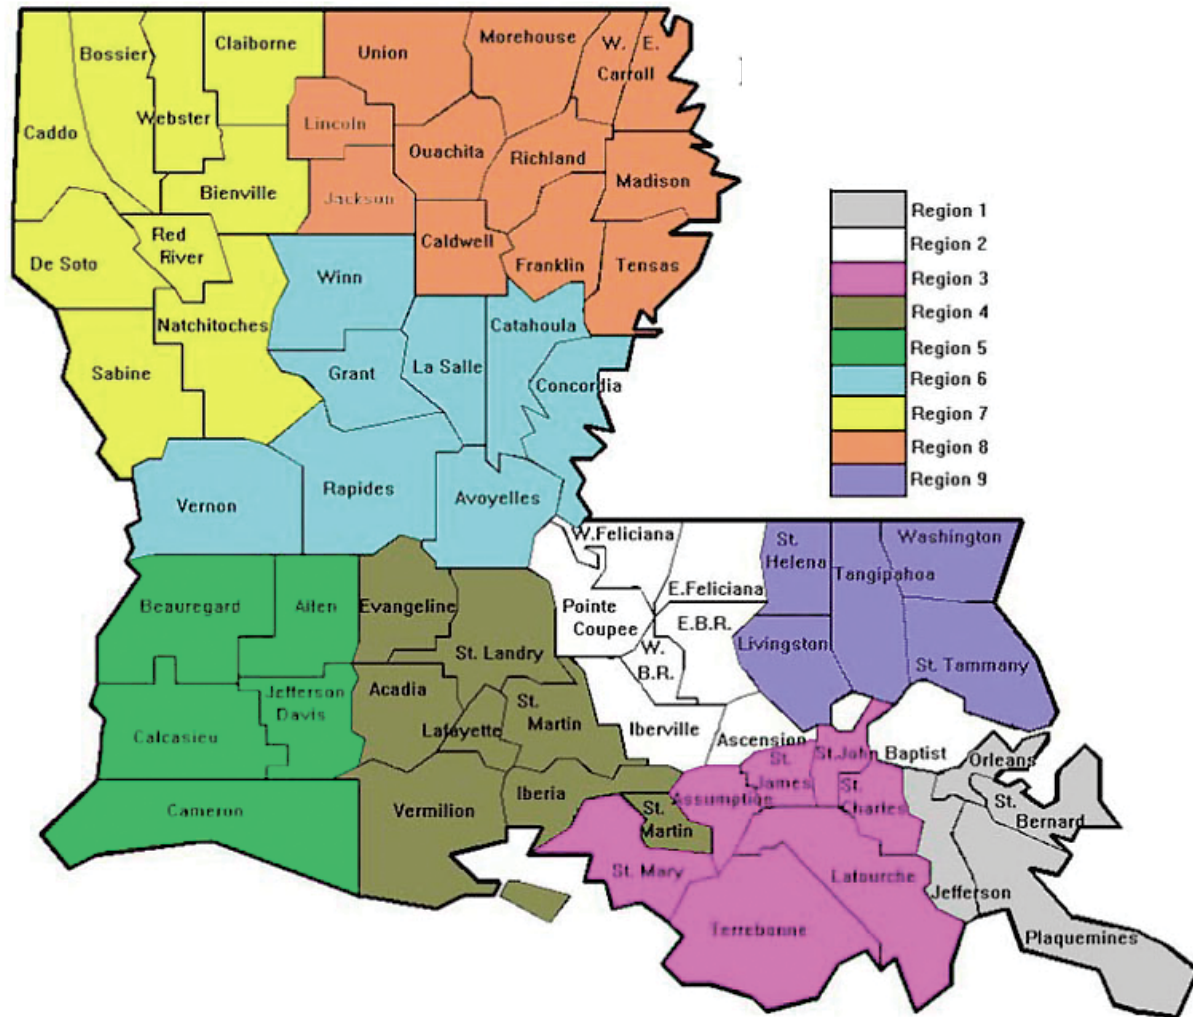 Bossier
Claiborne
Union
Morehouse
W.
E.
Carroll
Caddo
Webster
Lincoln
Ouachita
Richland
Madison
Bienville
Jackson
Red
River
De Soto
Caldwell
Franklin
Tensas
Winn
Natchitoches
Catahoula
Sabine
Grant
La Salle
Concordia
Vernon
Rapides
Avoyelles
Region 1
Region 2
Region 3
Region 4
Region 5
Region 6
Region 7
Region 8
Region 9
W.Feliciana
St.
Helena
Washington
Tangipahoa
E.Feliciana
Beauregard
Allen
Evangeline
Pointe
Coupee
E.B.R.
W.
B.R.
Livingston
St. Landry
St. Tammany
Acadia
Jefferson
Davis
St.
Martin
Lafayette
Calcasieu
Iberville
Ascension
St.John Baptist
Orleans
St.
James
St.
Charles
St.
Bernard
Assumption
Cameron
Vermilion
Iberia
St.
Martin
St. Mary
Lafourche
Jefferson
Terrebonne
Plaquemines